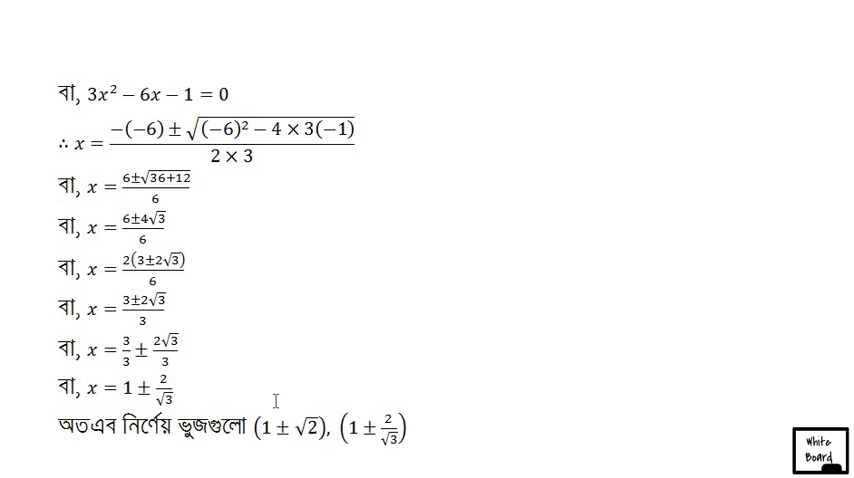 বা, 3x² − 6x − 1 = 0
∴ x = (−(−6) ± √((−6)² − 4 × 3(−1))) / (2 × 3)
বা, x = (6±√(36+12)) / 6
বা, x = (6±4√3) / 6
বা, x = 2(3±2√3) / 6
বা, x = (3±2√3) / 3
বা, x = 3/3 ± 2√3/3
বা, x = 1 ± 2/√3
অতএব নির্ণেয় ভুজগুলো (1 ± √2), (1 ± 2/√3)
White
Board